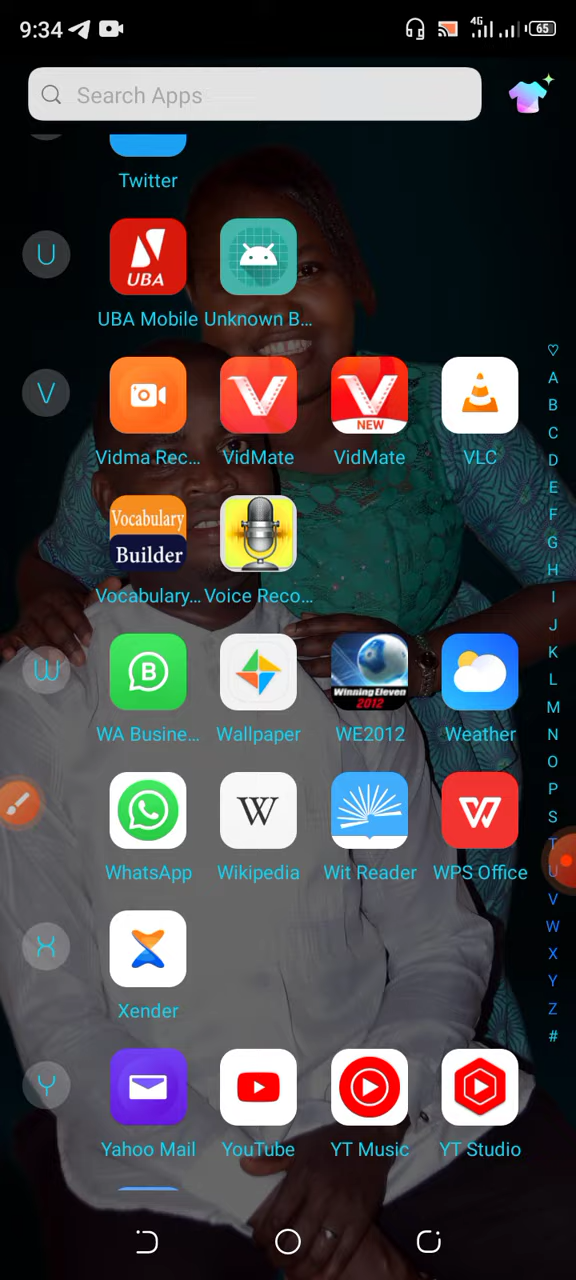 9:34 4G 65
Search Apps
Twitter
U
UBA
UBA Mobile Unknown B...
V
NEW
Vidma Rec... VidMate VidMate VLC
Vocabulary
Builder
Vocabulary... Voice Reco...
W
B
Winning Eleven
2012
WA Busine... Wallpaper WE2012 Weather
W
WhatsApp Wikipedia Wit Reader WPS Office
X
Xender
Y
Yahoo Mail YouTube YT Music YT Studio
A
B
C
D
E
F
G
H
I
J
K
L
M
N
O
P
S
T
U
V
W
X
Y
Z
#